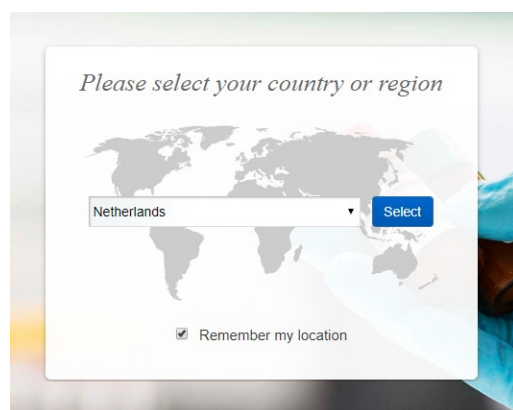 Please select your country or region
Netherlands
Select
Remember my location